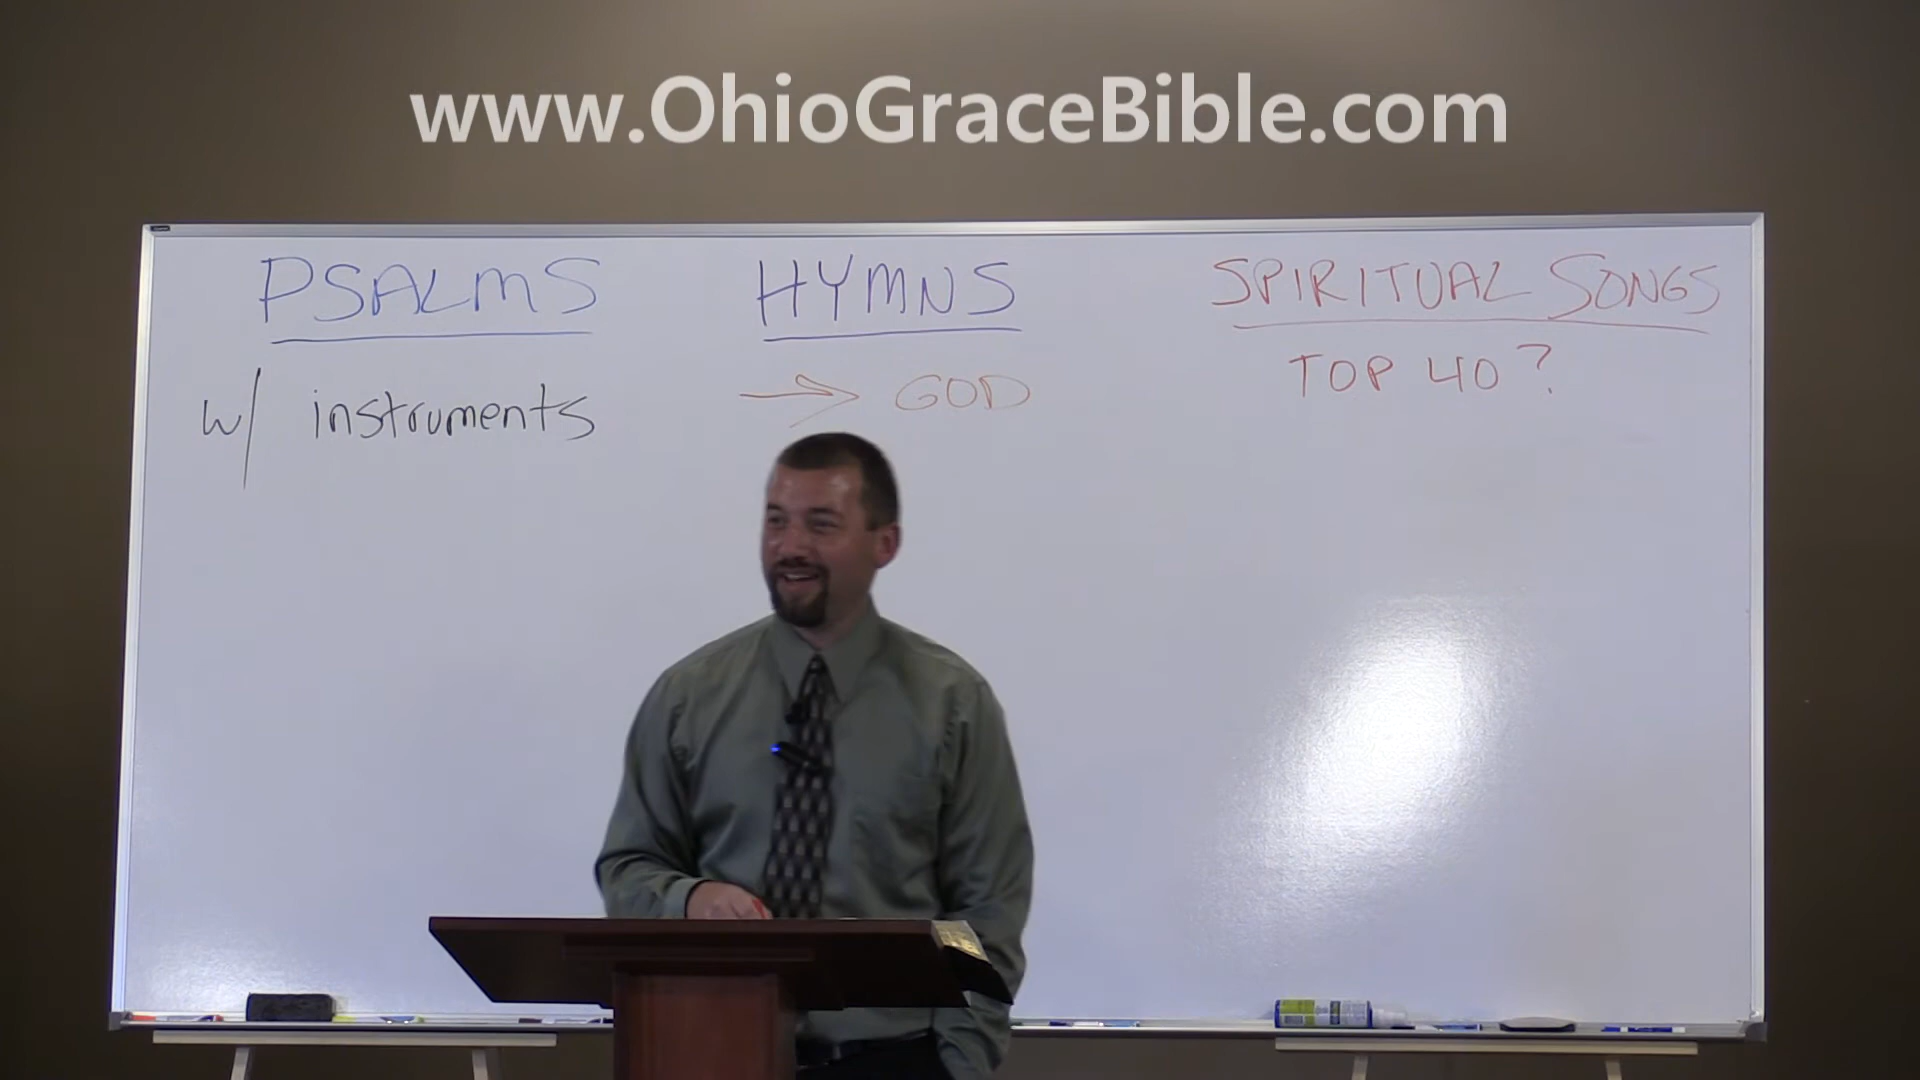 www.OhioGraceBible.com
PSALMS
w/ instruments
HYMNS
→ GOD
SPIRITUAL SONGS
TOP 40?